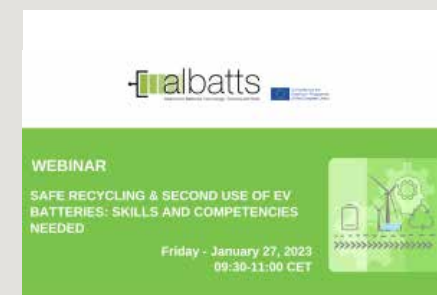 albatts
WEBINAR
SAFE RECYCLING & SECOND USE OF EV
BATTERIES: SKILLS AND COMPETENCIES
NEEDED
Friday - January 27, 2023
09:30-11:00 CET